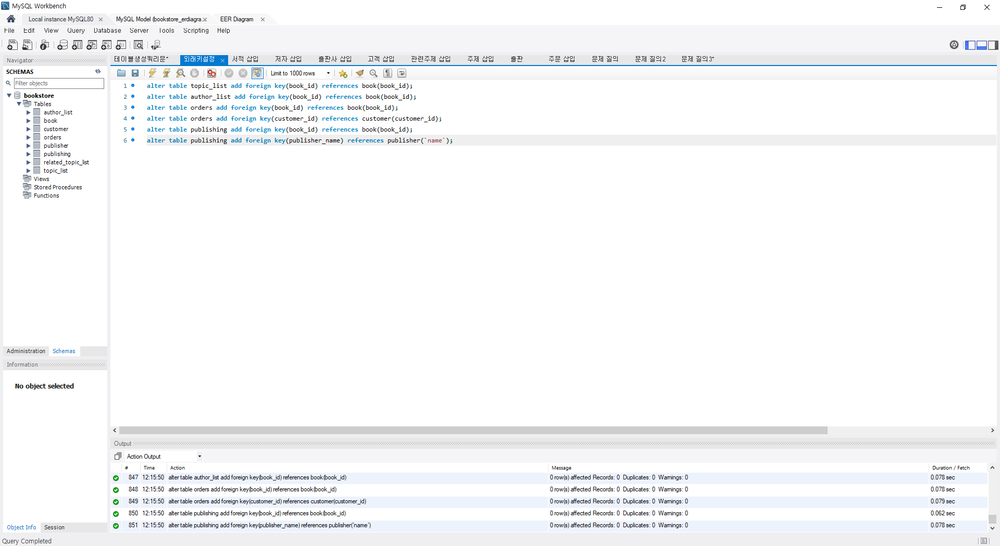 MySQL Workbench
Local instance MySQL80
MySQL Model (bookstore_erdiagra...
EER Diagram
File Edit View Query Database Server Tools Scripting Help
Navigator
SCHEMAS
Filter objects
bookstore
Tables
author_list
book
customer
orders
publisher
publishing
related_topic_list
topic_list
Views
Stored Procedures
Functions
Administration Schemas
Information
No object selected
Object Info Session
테이블생성쿼리문* 외래키설정 서적 삽입 저자 삽입 출판사 삽입 고객 삽입 관련주제 삽입 주제 삽입 출판 주문 삽입 문제 질의 문제 질의2 문제 질의3*
Limit to 1000 rows
1 alter table topic_list add foreign key(book_id) references book(book_id);
2 alter table author_list add foreign key(book_id) references book(book_id);
3 alter table orders add foreign key(book_id) references book(book_id);
4 alter table orders add foreign key(customer_id) references customer(customer_id);
5 alter table publishing add foreign key(book_id) references book(book_id);
6 alter table publishing add foreign key(publisher_name) references publisher(`name`);
Output
Action Output
# Time Action Message Duration / Fetch
847 12:15:50 alter table author_list add foreign key(book_id) references book(book_id) 0 row(s) affected Records: 0 Duplicates: 0 Warnings: 0 0.078 sec
848 12:15:50 alter table orders add foreign key(book_id) references book(book_id) 0 row(s) affected Records: 0 Duplicates: 0 Warnings: 0 0.078 sec
849 12:15:50 alter table orders add foreign key(customer_id) references customer(customer_id) 0 row(s) affected Records: 0 Duplicates: 0 Warnings: 0 0.079 sec
850 12:15:50 alter table publishing add foreign key(book_id) references book(book_id) 0 row(s) affected Records: 0 Duplicates: 0 Warnings: 0 0.062 sec
851 12:15:50 alter table publishing add foreign key(publisher_name) references publisher(`name`) 0 row(s) affected Records: 0 Duplicates: 0 Warnings: 0 0.078 sec
Query Completed